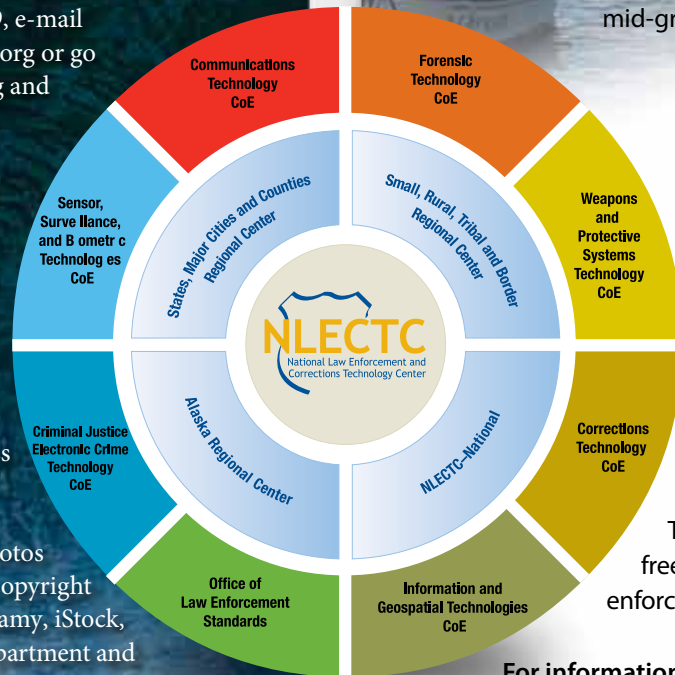 , e-mail
org or go
g and
mid-gr
Communications
Technology
CoE
Forensic
Technology
CoE
Sensor,
Surve llance,
and B ometr c
Technolog es
CoE
States, Major Cities and Counties
Regional Center
Small, Rural, Tribal and Border
Regional Center
Weapons
and
Protective
Systems
Technology
CoE
NLECTC
National Law Enforcement and
Corrections Technology Center
Criminal Justice
Electronic Crime
Technology
CoE
Alaska Regional Center
NLECTC–National
Corrections
Technology
CoE
Office of
Law Enforcement
Standards
Information and
Geospatial Technologies
CoE
s
otos
opyright
amy, iStock,
partment and
T
free
enforc
For information